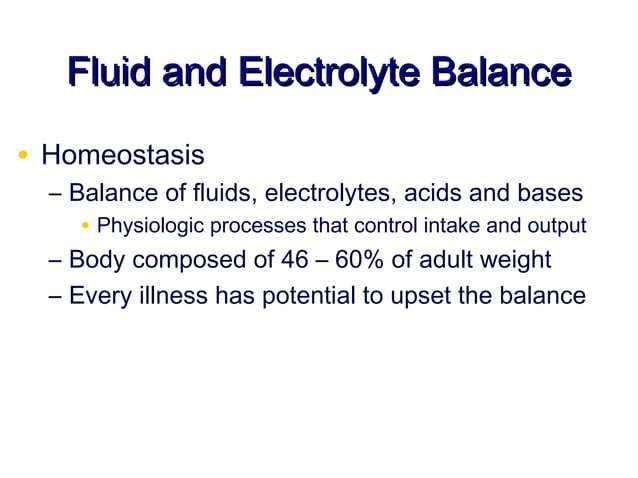 Fluid and Electrolyte Balance
• Homeostasis
– Balance of fluids, electrolytes, acids and bases
• Physiologic processes that control intake and output
– Body composed of 46 – 60% of adult weight
– Every illness has potential to upset the balance